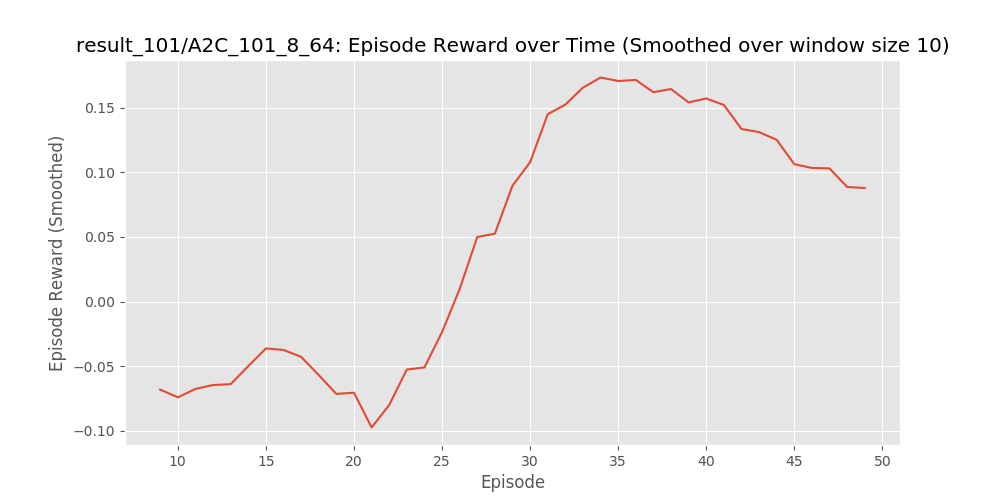 result_101/A2C_101_8_64: Episode Reward over Time (Smoothed over window size 10)
Episode Reward (Smoothed)
0.15
0.10
0.05
0.00
−0.05
−0.10
10 15 20 25 30 35 40 45 50
Episode